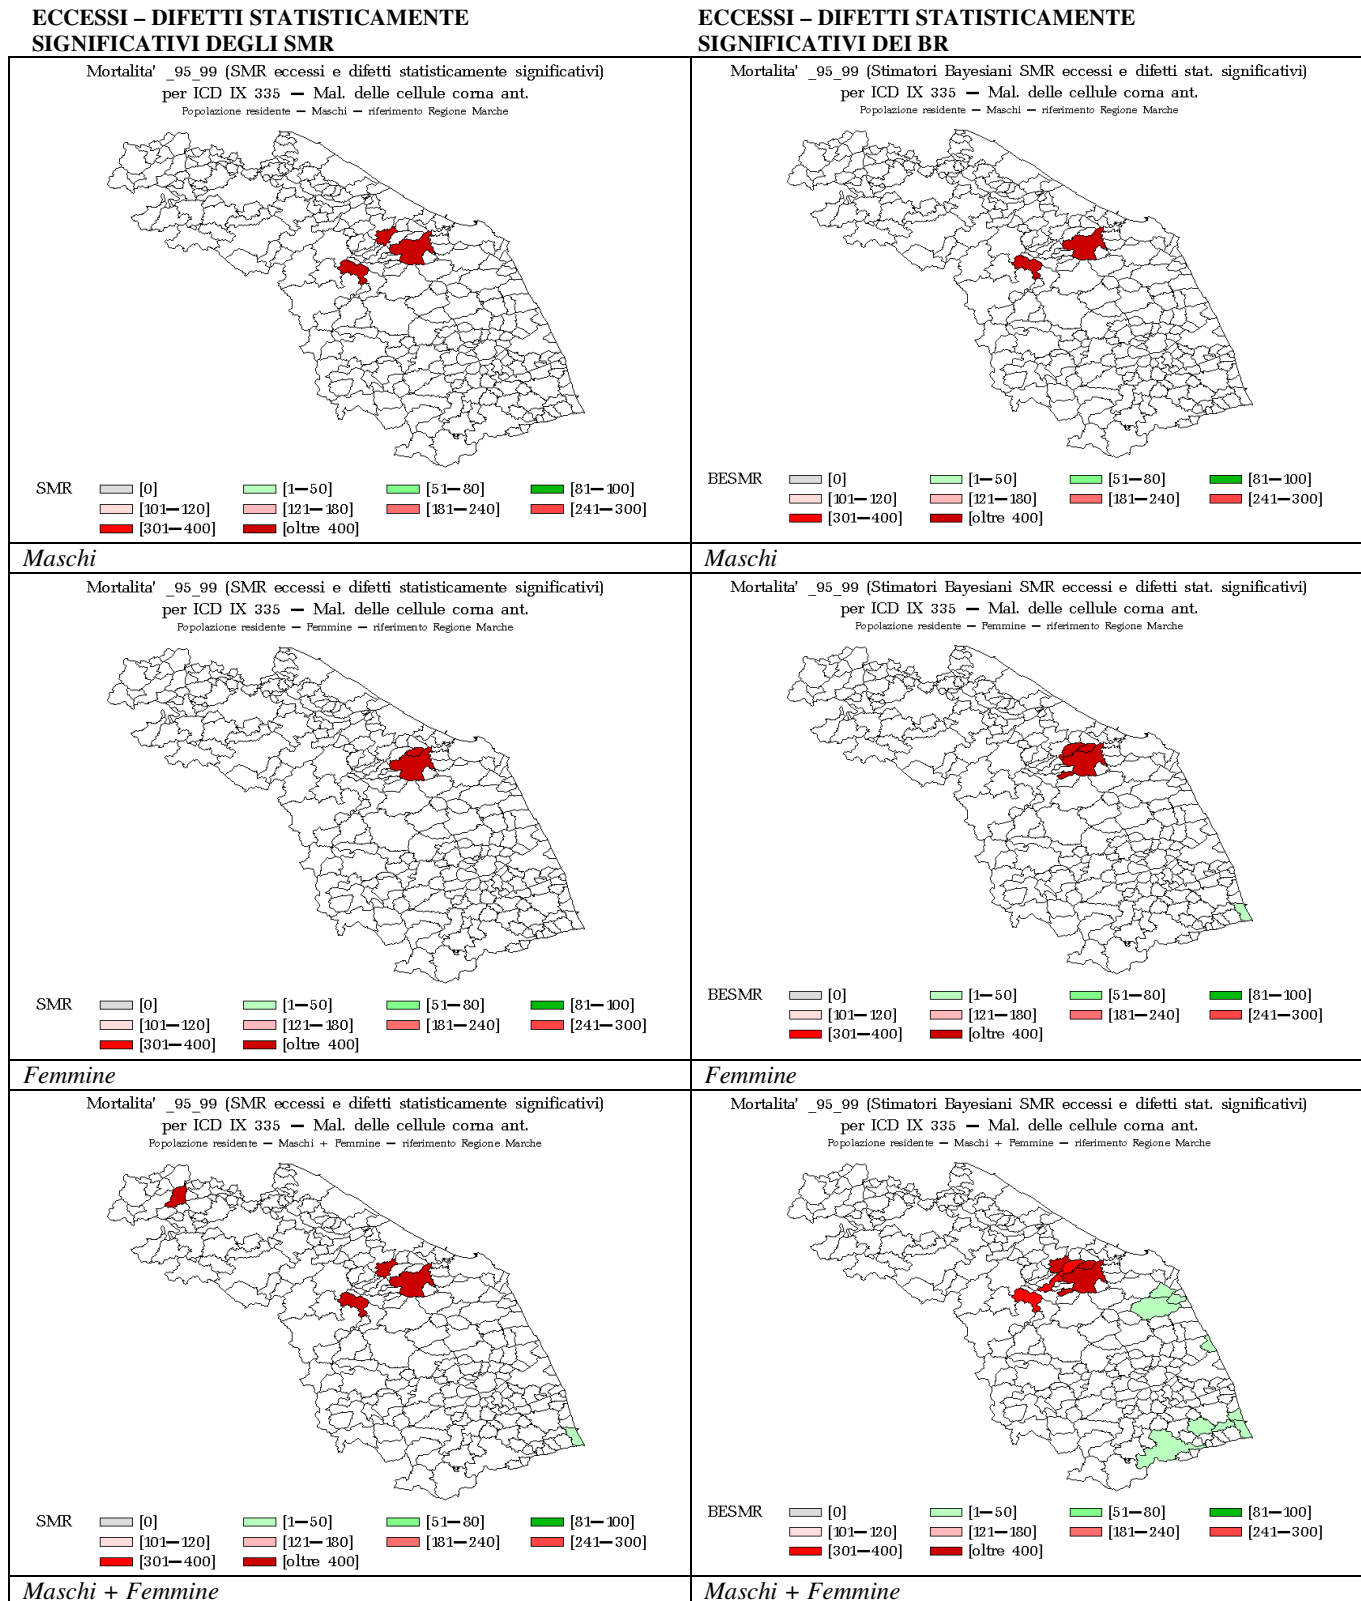 ECCESSI – DIFETTI STATISTICAMENTE
SIGNIFICATIVI DEGLI SMR
ECCESSI – DIFETTI STATISTICAMENTE
SIGNIFICATIVI DEI BR
Mortalita' _95_99 (SMR eccessi e difetti statisticamente significativi)
per ICD IX 335 — Mal. delle cellule corna ant.
Popolazione residente — Maschi — riferimento Regione Marche
SMR [0] [1—50] [51—80] [81—100]
[101—120] [121—180] [181—240] [241—300]
[301—400] [oltre 400]
Maschi
Mortalita' _95_99 (Stimatori Bayesiani SMR eccessi e difetti stat. significativi)
per ICD IX 335 — Mal. delle cellule corna ant.
Popolazione residente — Maschi — riferimento Regione Marche
BESMR [0] [1—50] [51—80] [81—100]
[101—120] [121—180] [181—240] [241—300]
[301—400] [oltre 400]
Maschi
Mortalita' _95_99 (SMR eccessi e difetti statisticamente significativi)
per ICD IX 335 — Mal. delle cellule corna ant.
Popolazione residente — Femmine — riferimento Regione Marche
SMR [0] [1—50] [51—80] [81—100]
[101—120] [121—180] [181—240] [241—300]
[301—400] [oltre 400]
Femmine
Mortalita' _95_99 (Stimatori Bayesiani SMR eccessi e difetti stat. significativi)
per ICD IX 335 — Mal. delle cellule corna ant.
Popolazione residente — Femmine — riferimento Regione Marche
BESMR [0] [1—50] [51—80] [81—100]
[101—120] [121—180] [181—240] [241—300]
[301—400] [oltre 400]
Femmine
Mortalita' _95_99 (SMR eccessi e difetti statisticamente significativi)
per ICD IX 335 — Mal. delle cellule corna ant.
Popolazione residente — Maschi + Femmine — riferimento Regione Marche
SMR [0] [1—50] [51—80] [81—100]
[101—120] [121—180] [181—240] [241—300]
[301—400] [oltre 400]
Maschi + Femmine
Mortalita' _95_99 (Stimatori Bayesiani SMR eccessi e difetti stat. significativi)
per ICD IX 335 — Mal. delle cellule corna ant.
Popolazione residente — Maschi + Femmine — riferimento Regione Marche
BESMR [0] [1—50] [51—80] [81—100]
[101—120] [121—180] [181—240] [241—300]
[301—400] [oltre 400]
Maschi + Femmine